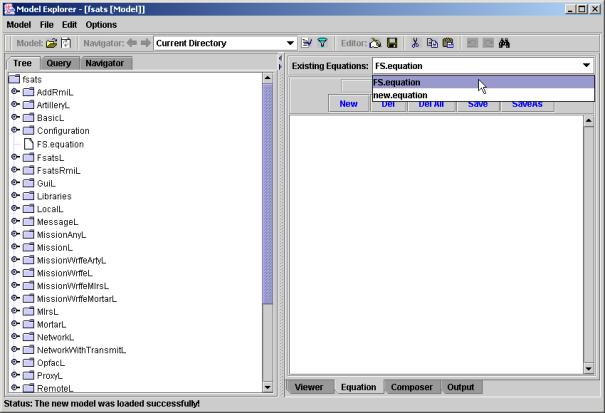 Model Explorer - [fsats [Model]]
Model File Edit Options
Model: Navigator: Current Directory Editor:
Tree Query Navigator
fsats
AddRmiL
ArtilleryL
BasicL
Configuration
FS.equation
FsatsL
FsatsRmiL
GuiL
Libraries
LocalL
MessageL
MissionAnyL
MissionL
MissionWrffeArtyL
MissionWrffeL
MissionWrffeMlrsL
MissionWrffeMortarL
MlrsL
MortarL
NetworkL
NetworkWithTransmitL
OpfacL
ProxyL
RemoteL
Existing Equations: FS.equation
FS.equation
new.equation
New Del Del All Save SaveAs
Viewer Equation Composer Output
Status: The new model was loaded successfully!